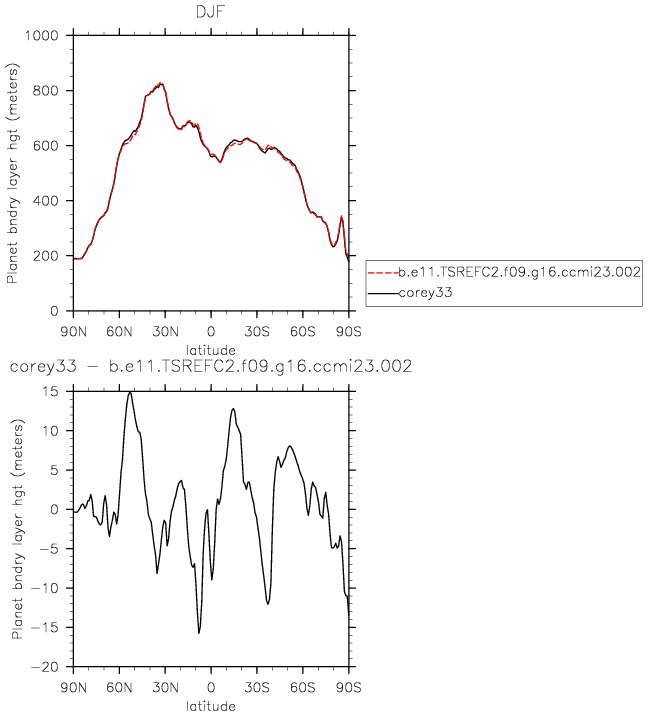 DJF
Planet bndry layer hgt (meters)
1000
800
600
400
200
0
90N 60N 30N 0 30S 60S 90S
latitude
b.e11.TSREFC2.f09.g16.ccmi23.002
corey33
corey33 − b.e11.TSREFC2.f09.g16.ccmi23.002
Planet bndry layer hgt (meters)
15
10
5
0
−5
−10
−15
−20
90N 60N 30N 0 30S 60S 90S
latitude